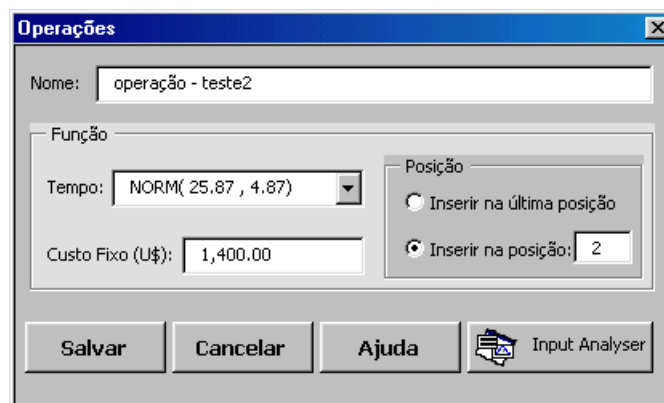 Operações
Nome: operação - teste2
Função
Tempo: NORM( 25.87 , 4.87)
Custo Fixo (U$): 1,400.00
Posição
Inserir na última posição
Inserir na posição: 2
Salvar Cancelar Ajuda Input Analyser